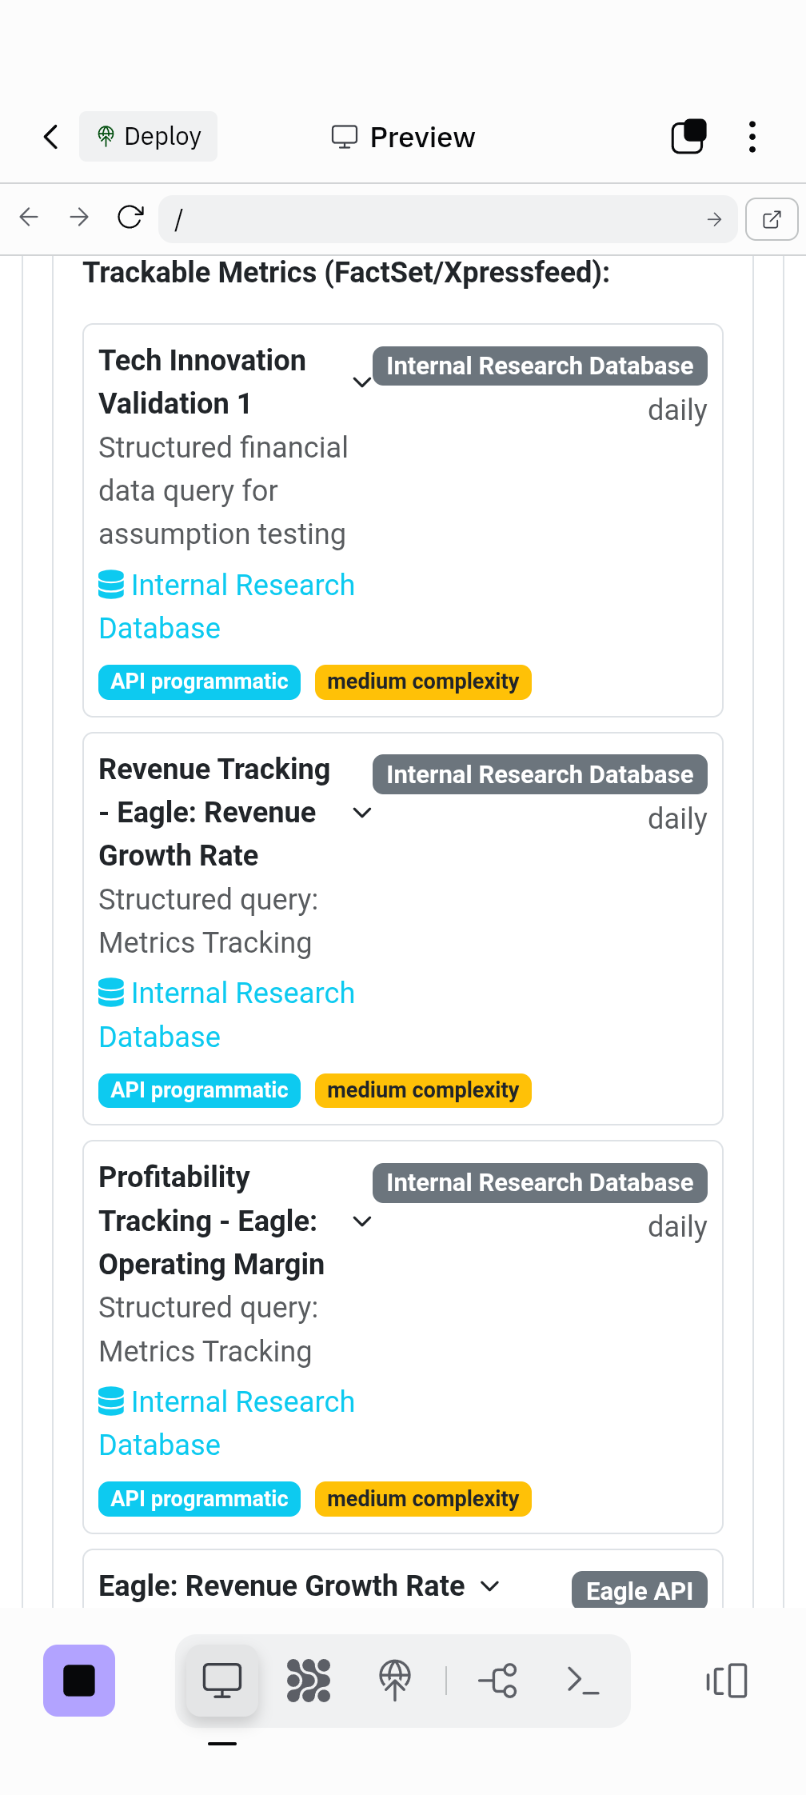 Deploy
Preview
/
Trackable Metrics (FactSet/Xpressfeed):
Tech Innovation
Validation 1
Internal Research Database
daily
Structured financial
data query for
assumption testing
Internal Research
Database
API programmatic
medium complexity
Revenue Tracking
- Eagle: Revenue
Growth Rate
Internal Research Database
daily
Structured query:
Metrics Tracking
Internal Research
Database
API programmatic
medium complexity
Profitability
Tracking - Eagle:
Operating Margin
Internal Research Database
daily
Structured query:
Metrics Tracking
Internal Research
Database
API programmatic
medium complexity
Eagle: Revenue Growth Rate
Eagle API